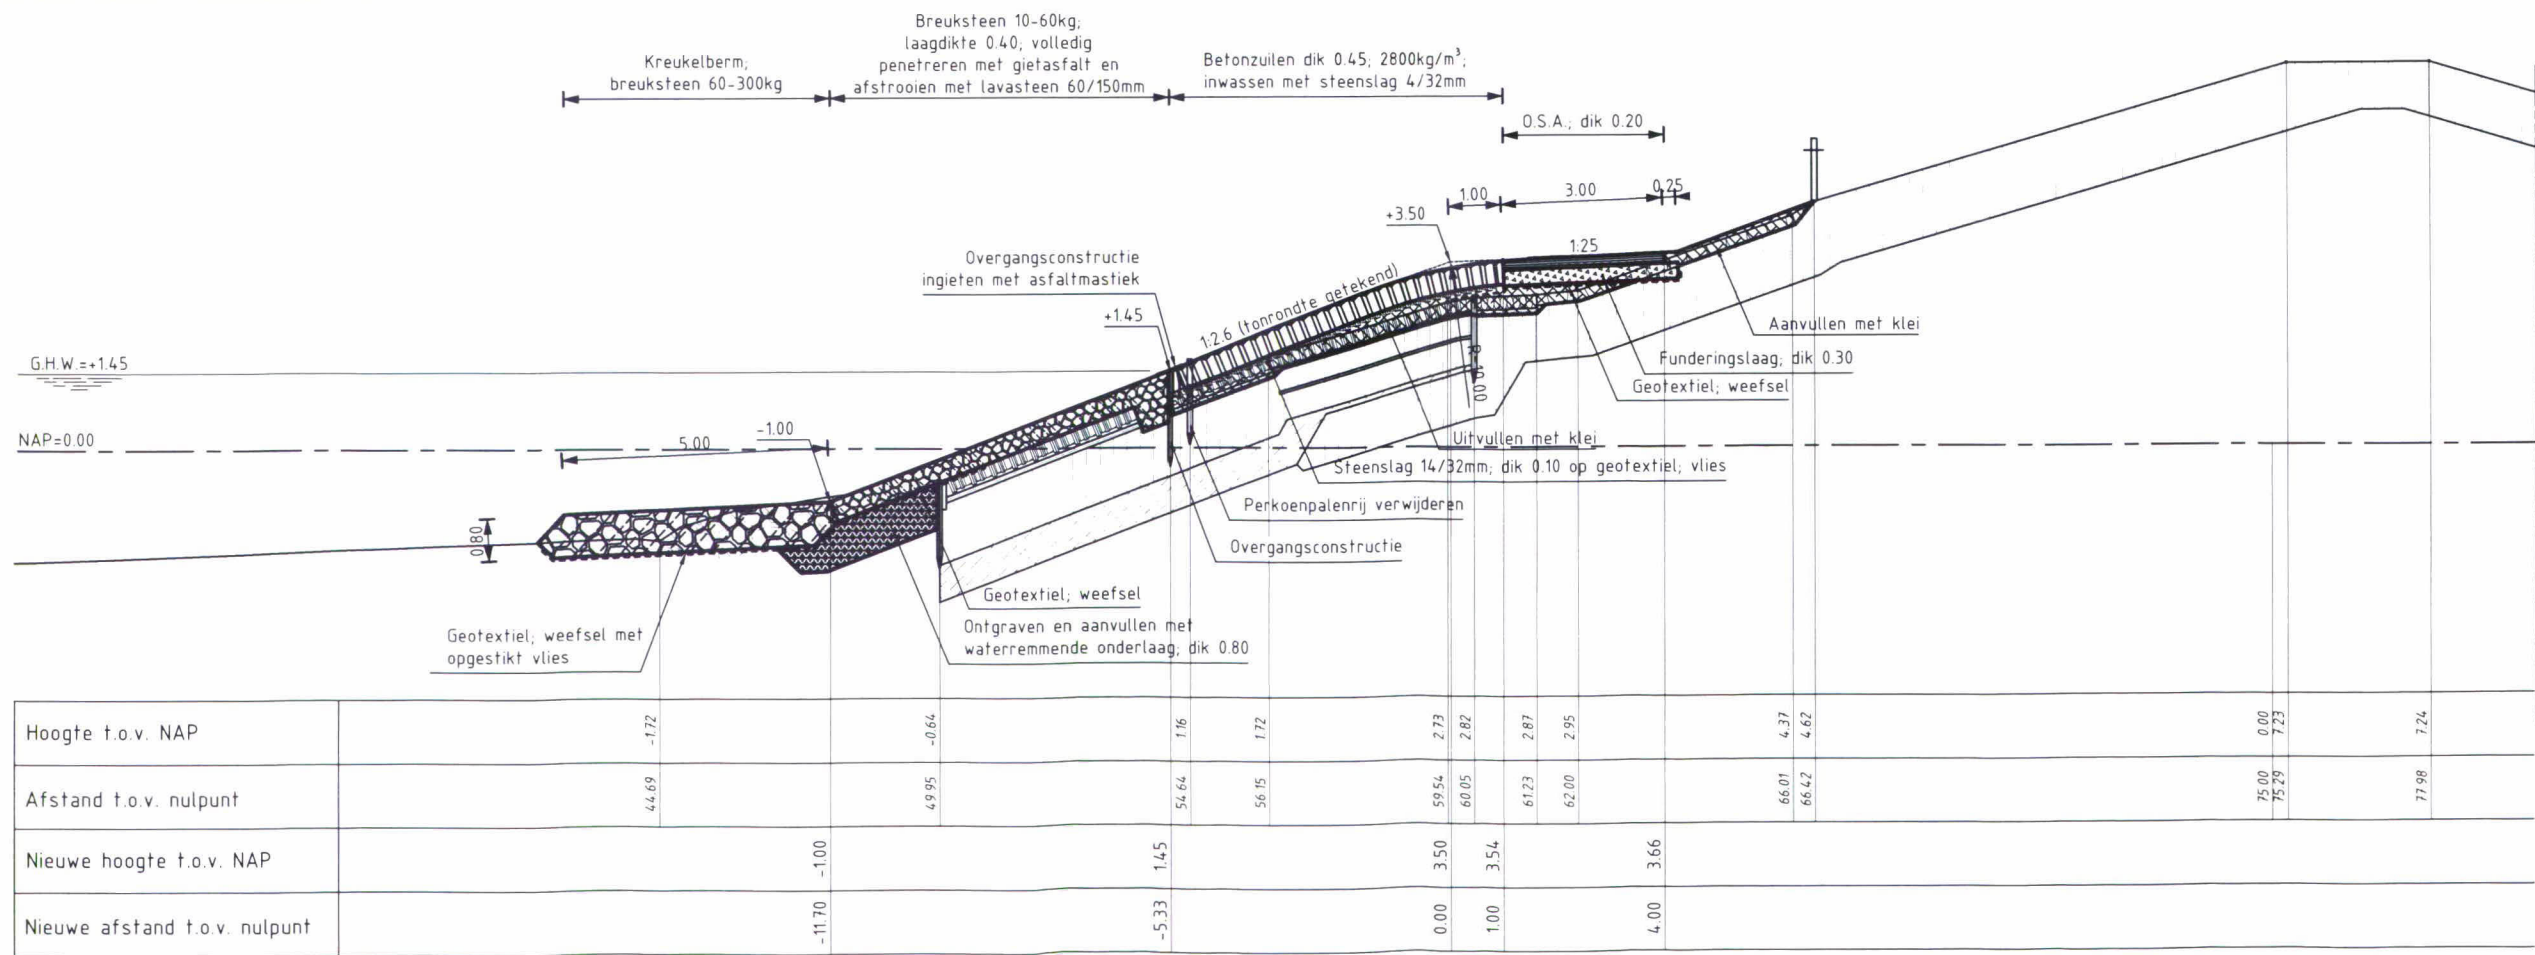 Kreukelberm;
breuksteen 60-300kg
Breuksteen 10-60kg;
laagdikte 0.40; volledig
penetreren met gietasfalt en
afstrooien met lavasteen 60/150mm
Betonzuilen dik 0.45; 2800kg/m³;
inwassen met steenslag 4/32mm
O.S.A.; dik 0.20
1.00
3.00
0.25
+3.50
1:25
Overgangsconstructie
ingieten met asfaltmastiek
+1.45
1:2.6 (tonrondte getekend)
R=10.00
Aanvullen met klei
Funderingslaag; dik 0.30
Geotextiel; weefsel
G.H.W.=+1.45
NAP=0.00
5.00
-1.00
0.80
Uitvullen met klei
Steenslag 14/32mm; dik 0.10 op geotextiel; vlies
Perkoenpalenrij verwijderen
Overgangsconstructie
Geotextiel; weefsel
Ontgraven en aanvullen met
waterremmende onderlaag; dik 0.80
Geotextiel; weefsel met
opgestikt vlies
Hoogte t.o.v. NAP -1.72 -0.64 1.16 1.72 2.73 2.82 2.87 2.95 4.37 4.62 0.00 7.23 7.24
Afstand t.o.v. nulpunt 44.69 49.95 54.64 56.15 59.54 60.05 61.23 62.00 66.01 66.42 75.00 75.29 77.98
Nieuwe hoogte t.o.v. NAP -1.00 1.45 3.50 3.54 3.66
Nieuwe afstand t.o.v. nulpunt -11.70 -5.33 0.00 1.00 4.00